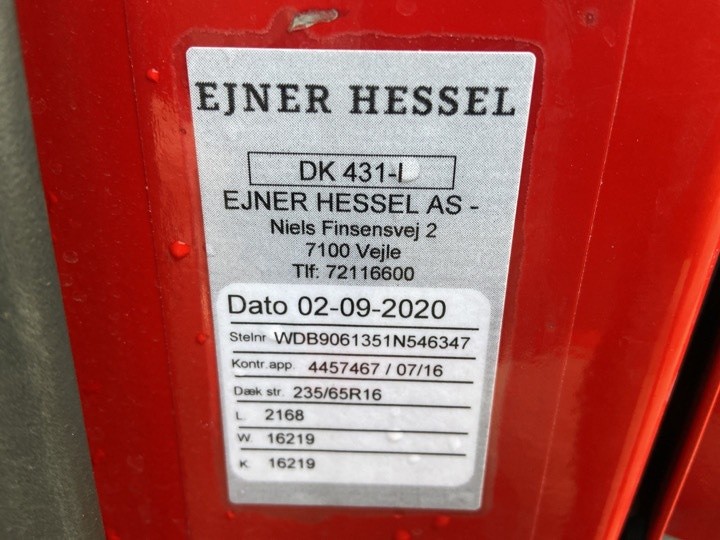 EJNER HESSEL
DK 431-I
EJNER HESSEL AS -
Niels Finsensvej 2
7100 Vejle
Tlf: 72116600
Dato 02-09-2020
Stelnr WDB9061351N546347
Kontr.app. 4457467 / 07/16
Dæk str. 235/65R16
L. 2168
W. 16219
K. 16219